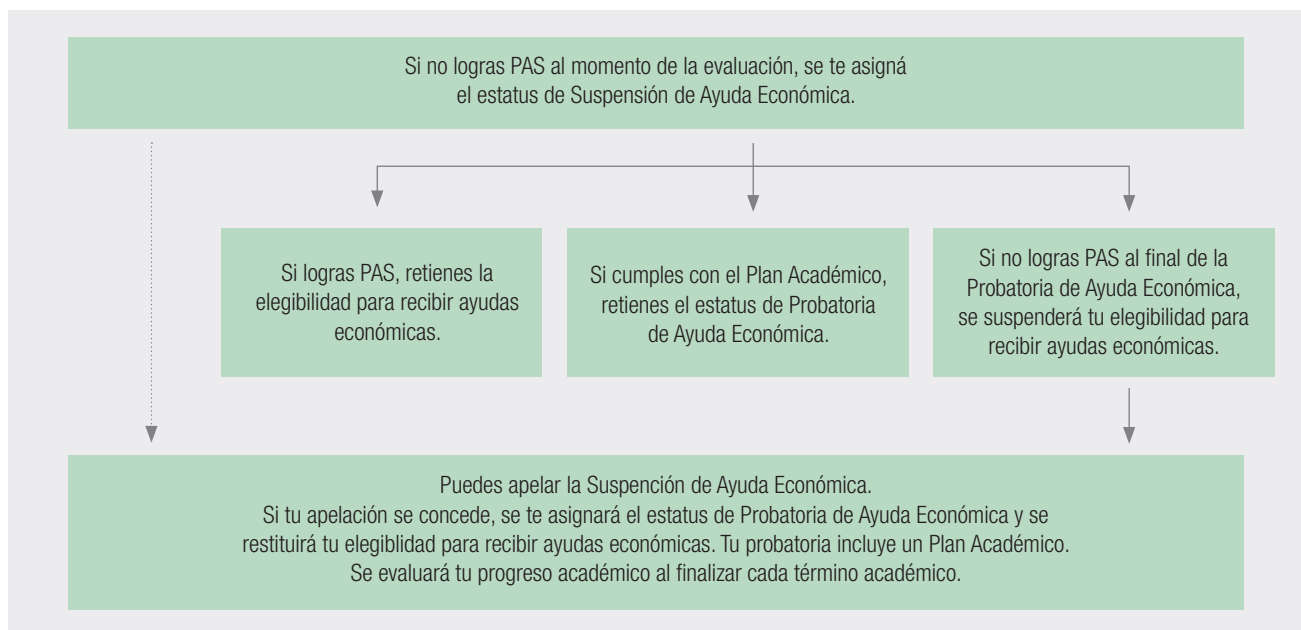 Si no logras PAS al momento de la evaluación, se te asigná
el estatus de Suspensión de Ayuda Económica.
Si logras PAS, retienes la
elegibilidad para recibir ayudas
económicas.
Si cumples con el Plan Académico,
retienes el estatus de Probatoria
de Ayuda Económica.
Si no logras PAS al final de la
Probatoria de Ayuda Económica,
se suspenderá tu elegibilidad para
recibir ayudas económicas.
Puedes apelar la Suspención de Ayuda Económica.
Si tu apelación se concede, se te asignará el estatus de Probatoria de Ayuda Económica y se
restituirá tu elegiblidad para recibir ayudas económicas. Tu probatoria incluye un Plan Académico.
Se evaluará tu progreso académico al finalizar cada término académico.